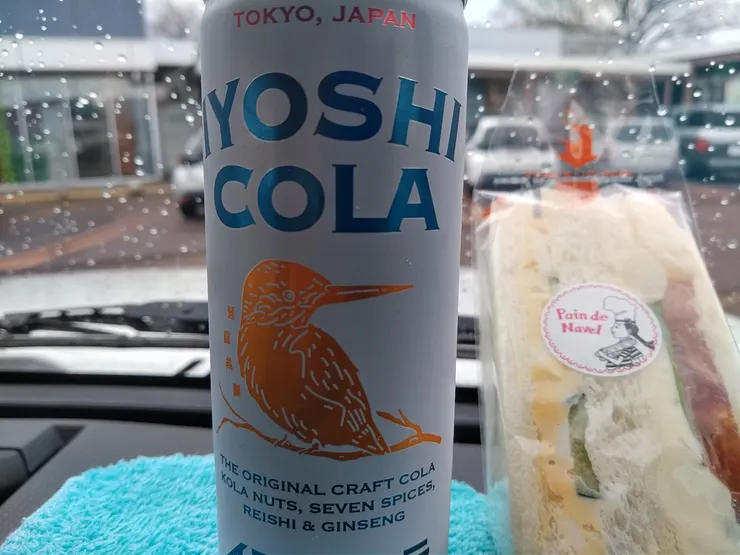 TOKYO, JAPAN
IYOSHI
COLA
THE ORIGINAL CRAFT COLA
KOLA NUTS, SEVEN SPICES,
REISHI & GINSENG
Pain de
Navel